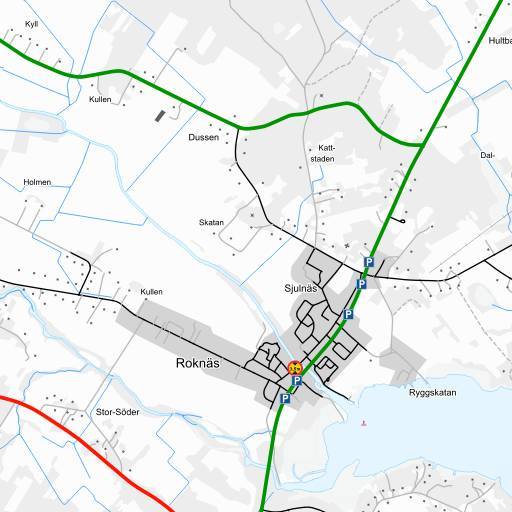 Kyll
Hultba
Kullen
Dussen
Katt-
staden
Dal-
Holmen
Skatan
P
P
Sjulnäs
Kullen
P
Roknäs
P
P
Ryggskatan
Stor-Söder